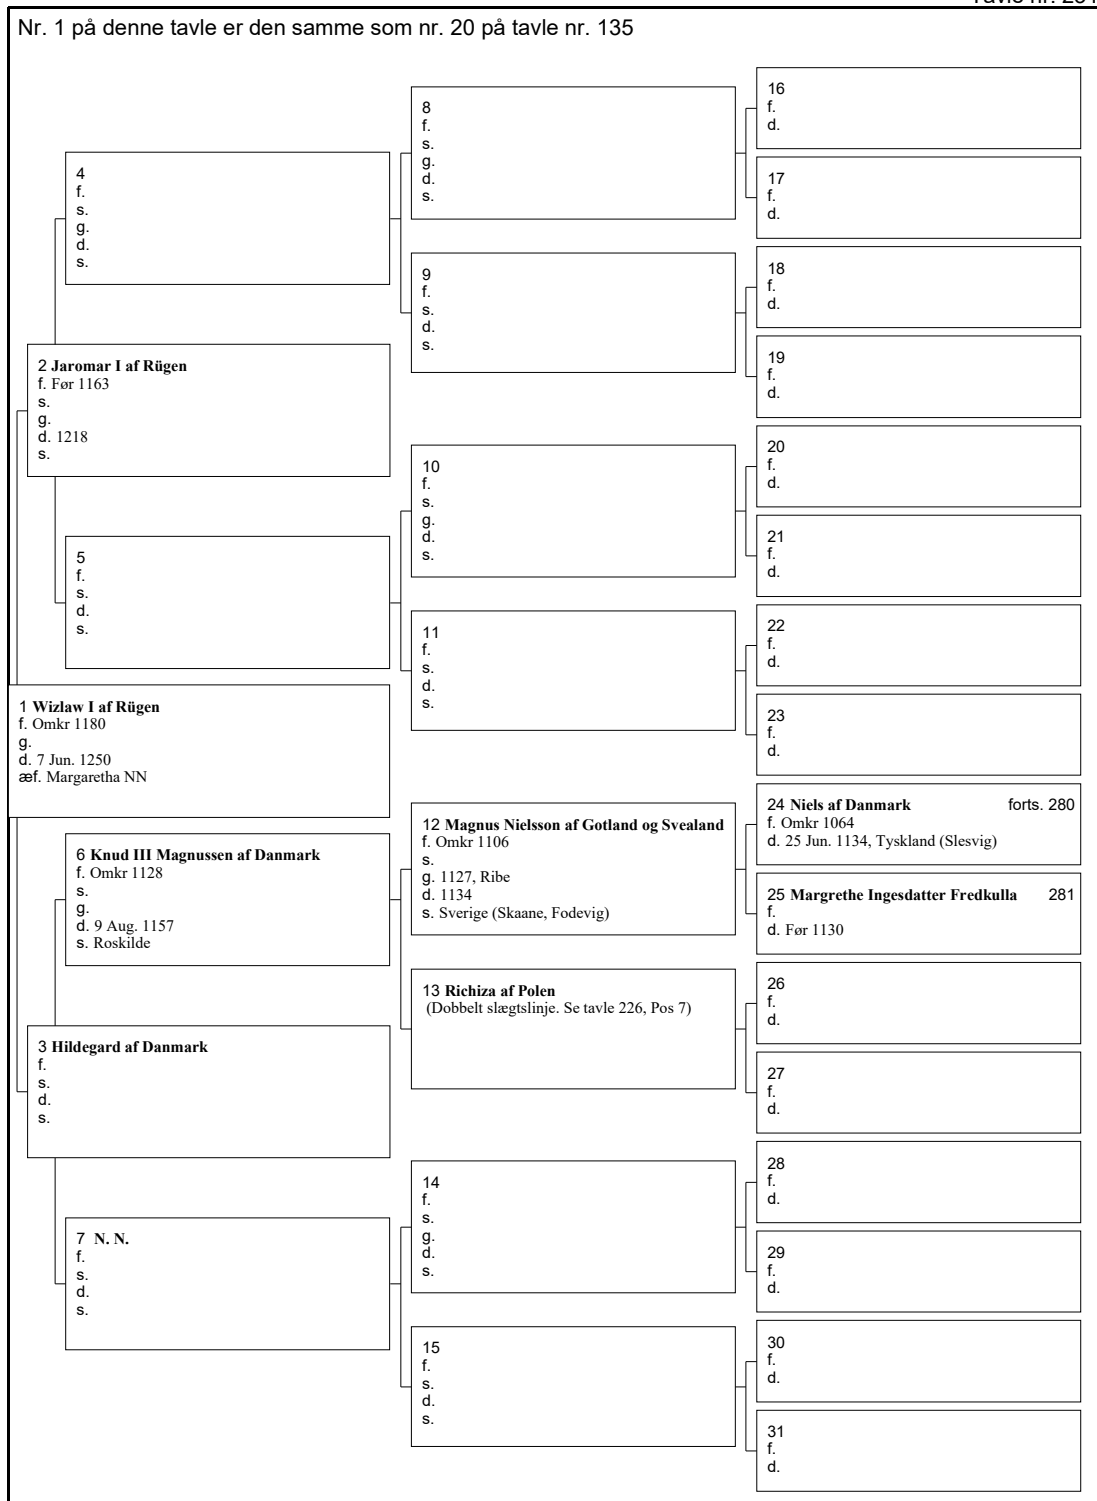 Nr. 1 på denne tavle er den samme som nr. 20 på tavle nr. 135
16
f.
d.
8
f.
s.
g.
d.
s.
17
f.
d.
4
f.
s.
g.
d.
s.
18
f.
d.
9
f.
s.
d.
s.
19
f.
d.
2 Jaromar I af Rügen
f. Før 1163
s.
g.
d. 1218
s.
20
f.
d.
10
f.
s.
g.
d.
s.
21
f.
d.
5
f.
s.
d.
s.
22
f.
d.
11
f.
s.
d.
s.
23
f.
d.
1 Wizlaw I af Rügen
f. Omkr 1180
g.
d. 7 Jun. 1250
æf. Margaretha NN
24 Niels af Danmark forts. 280
f. Omkr 1064
d. 25 Jun. 1134, Tyskland (Slesvig)
12 Magnus Nielsson af Gotland og Svealand
f. Omkr 1106
s.
g. 1127, Ribe
d. 1134
s. Sverige (Skaane, Fodevig)
25 Margrethe Ingesdatter Fredkulla 281
f.
d. Før 1130
6 Knud III Magnussen af Danmark
f. Omkr 1128
s.
g.
d. 9 Aug. 1157
s. Roskilde
26
f.
d.
13 Richiza af Polen
(Dobbelt slægtslinje. Se tavle 226, Pos 7)
27
f.
d.
3 Hildegard af Danmark
f.
s.
d.
s.
28
f.
d.
14
f.
s.
g.
d.
s.
29
f.
d.
7 N. N.
f.
s.
d.
s.
30
f.
d.
15
f.
s.
d.
s.
31
f.
d.